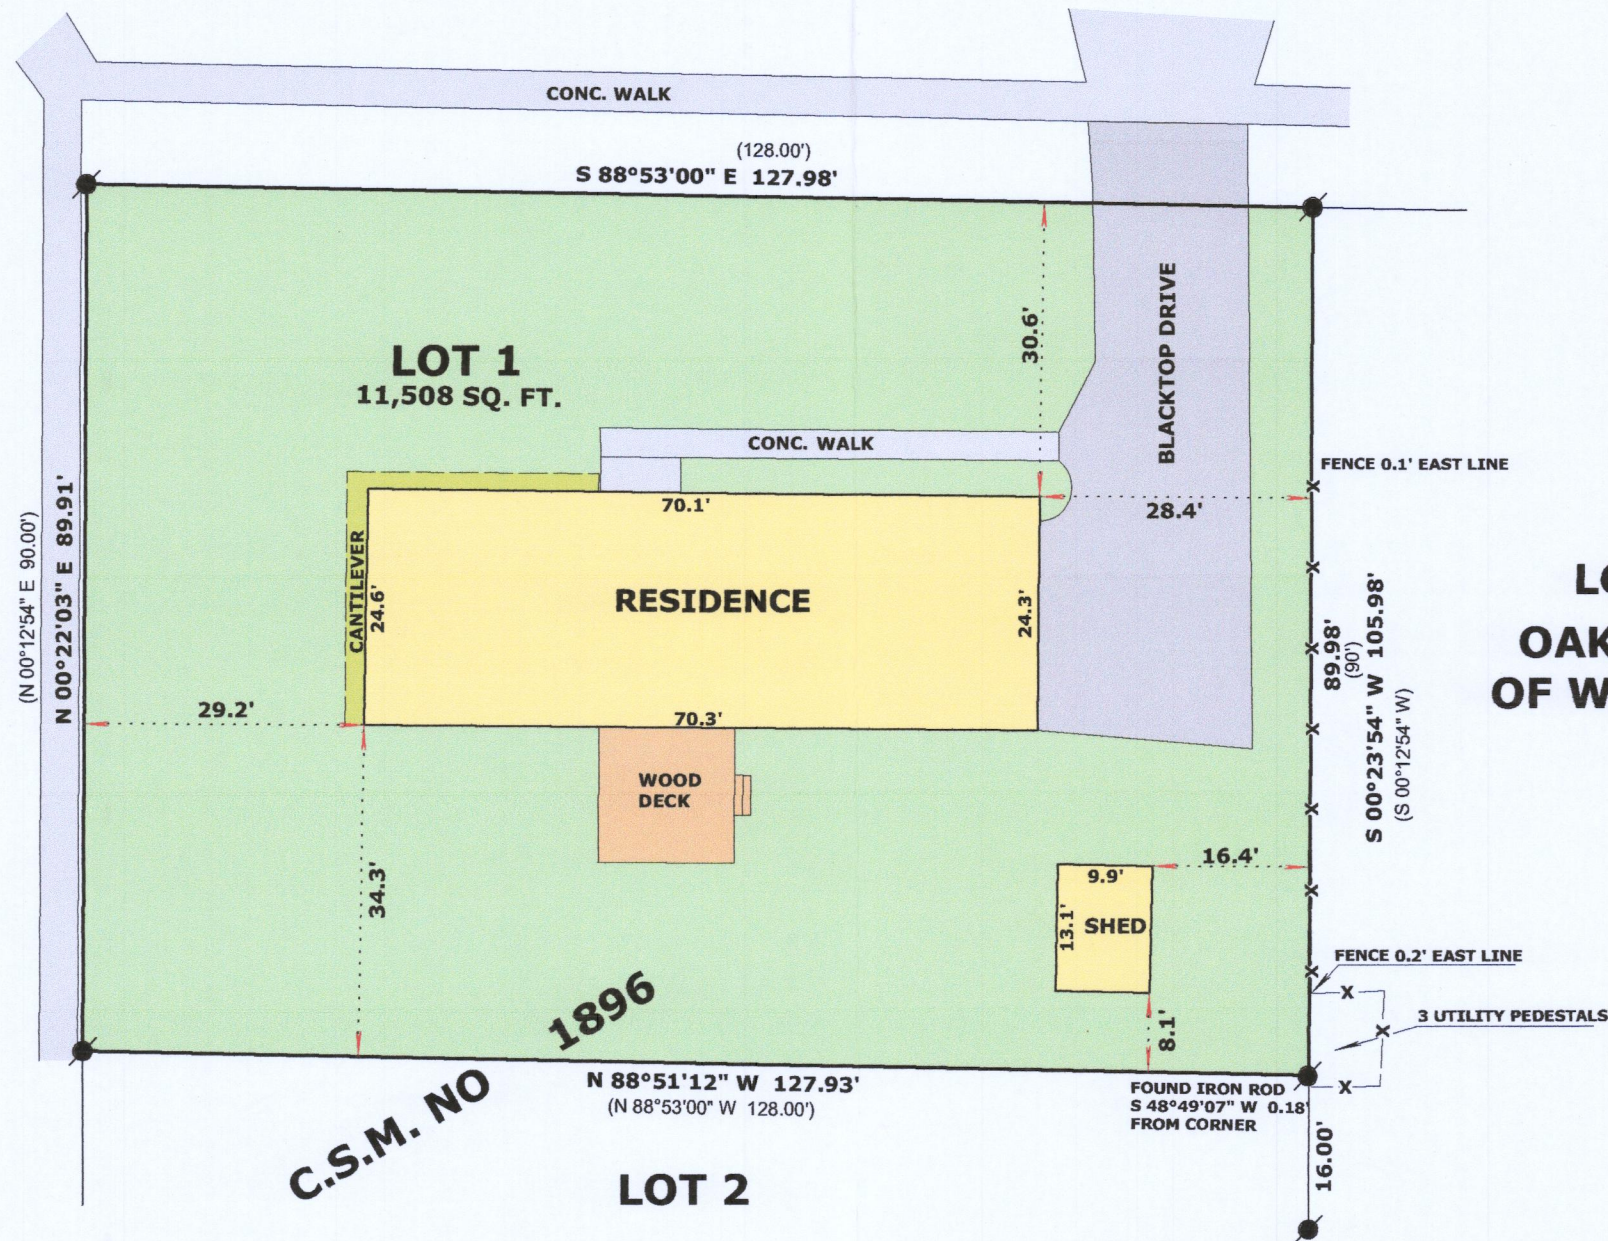 CONC. WALK
(128.00')
S 88°53'00" E 127.98'
LOT 1
11,508 SQ. FT.
30.6'
BLACKTOP DRIVE
CONC. WALK
FENCE 0.1' EAST LINE
70.1'
28.4'
(N 00°12'54" E 90.00')
N 00°22'03" E 89.91'
CANTILEVER
24.6'
RESIDENCE
24.3'
89.98'
(90')
S 00°23'54" W 105.98'
(S 00°12'54" W)
LO
OAK
OF W
29.2'
70.3'
WOOD
DECK
34.3'
16.4'
9.9'
13.1'
SHED
8.1'
FENCE 0.2' EAST LINE
3 UTILITY PEDESTALS
C.S.M. NO 1896
N 88°51'12" W 127.93'
(N 88°53'00" W 128.00')
FOUND IRON ROD
S 48°49'07" W 0.18'
FROM CORNER
16.00'
LOT 2